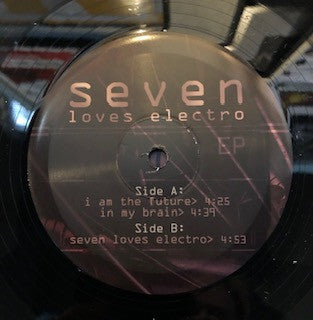 seven
loves electro
EP
Side A:
i am the future> 4:25
in my brain> 4:39
Side B:
seven loves electro> 4:53